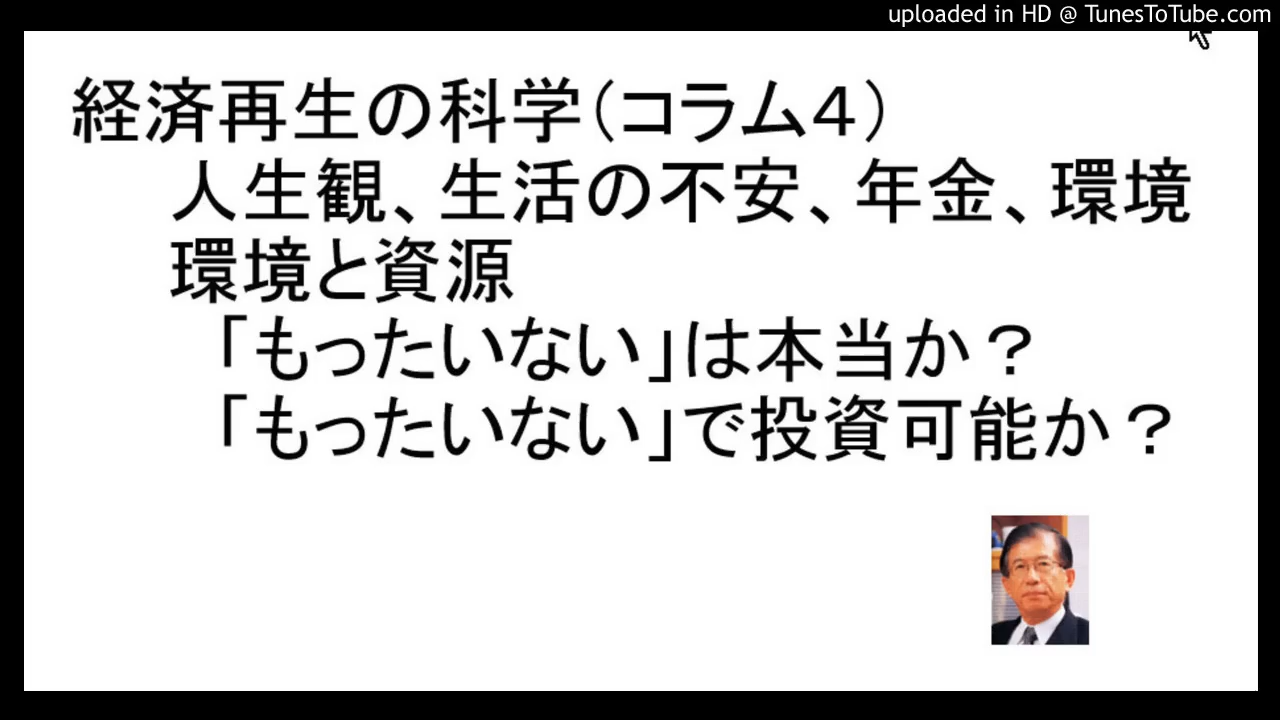 uploaded in HD @ TunesToTube.com
経済再生の科学（コラム４）
人生観、生活の不安、年金、環境
環境と資源
「もったいない」は本当か？
「もったいない」で投資可能か？